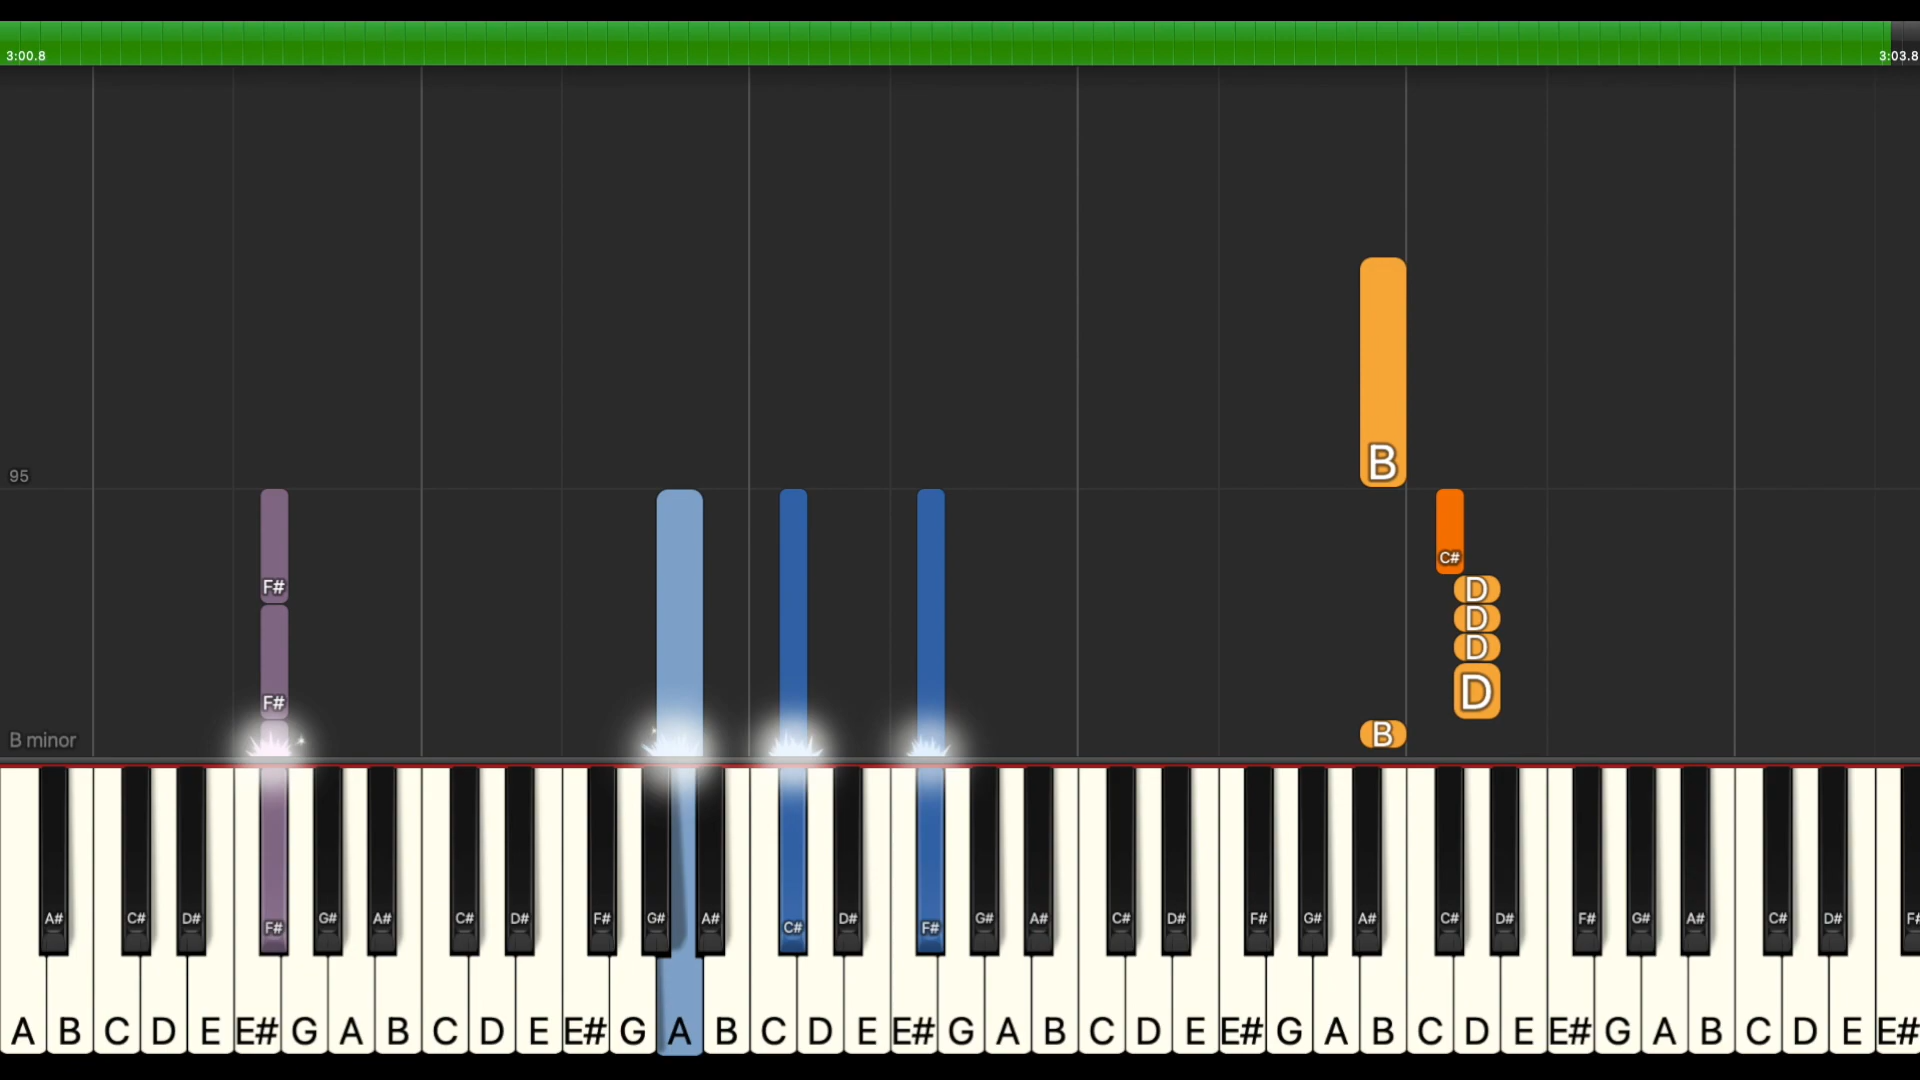 3:00.8 3:03.8
B
95
C#
F# D
D
D
F# D
B minor B
A# C# D# F# G# A# C# D# F# G# A# C# D# F# G# A# C# D# F# G# A# C# D# F# G# A# C# D# F#
A B C D E E# G A B C D E E# G A B C D E E# G A B C D E E# G A B C D E E# G A B C D E E#